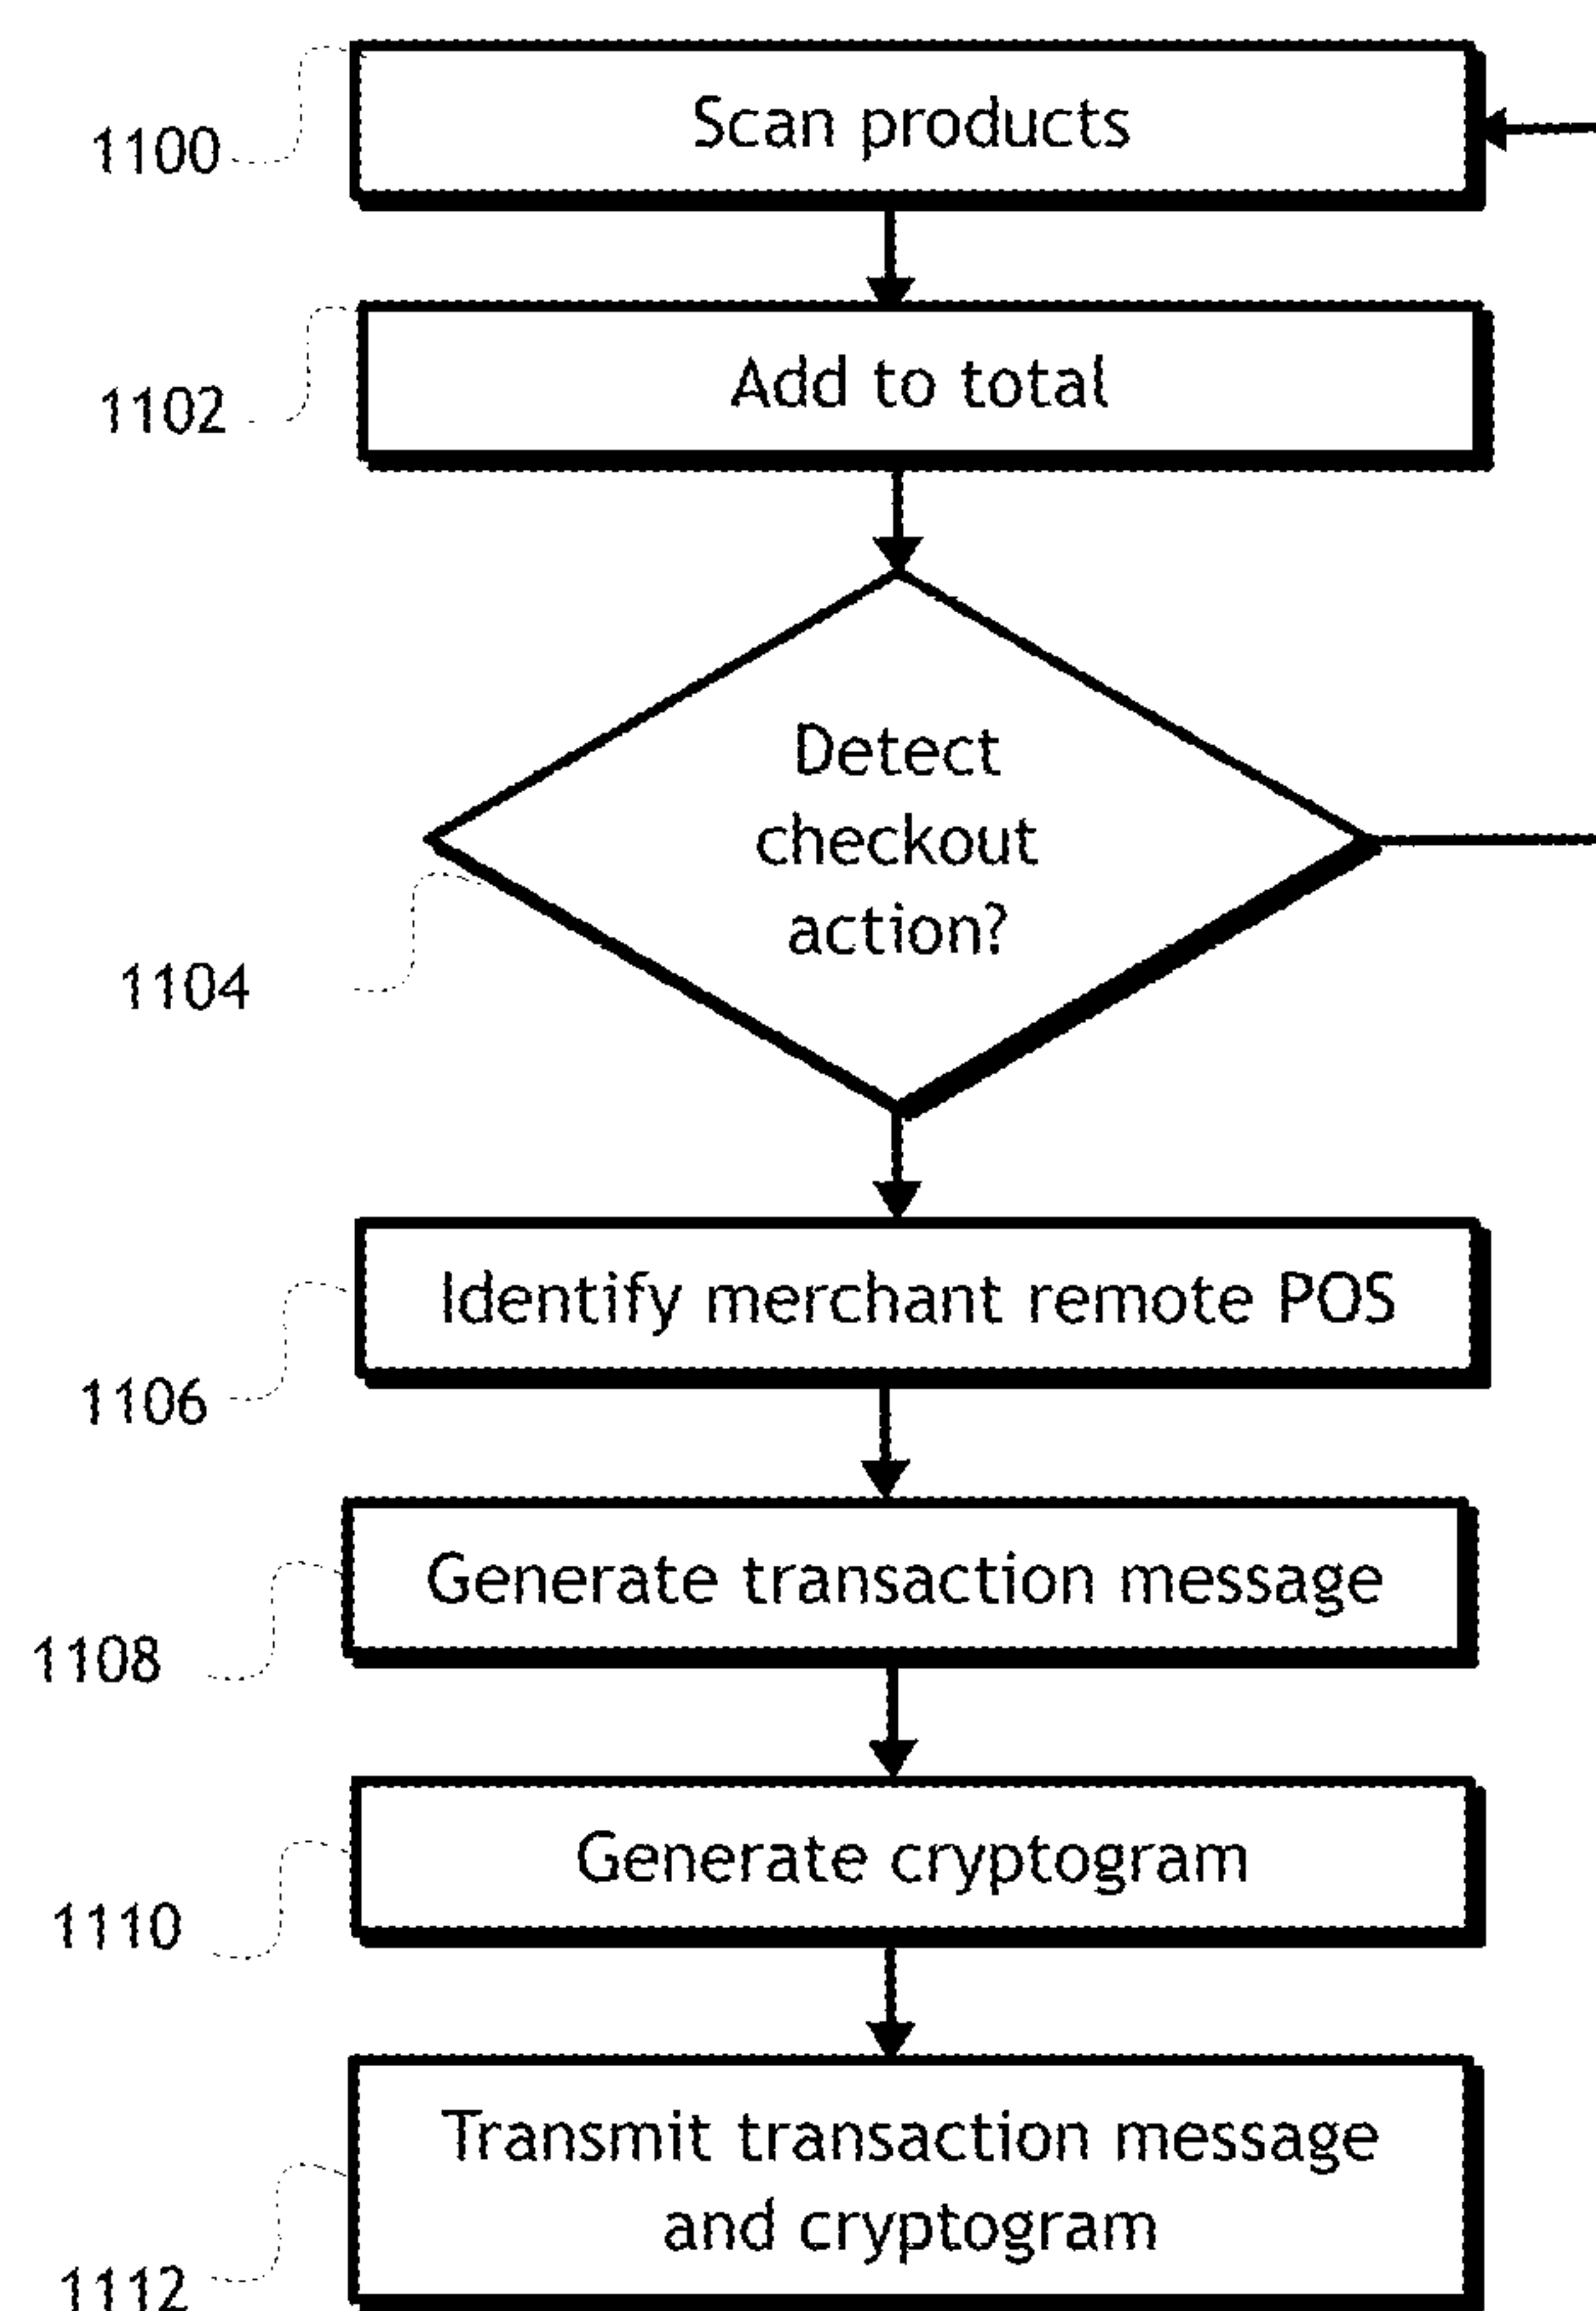 Scan products
1100
Add to total
1102
Detect
checkout
action?
1104
Identify merchant remote POS
1106
Generate transaction message
1108
Generate cryptogram
1110
Transmit transaction message
and cryptogram
1112